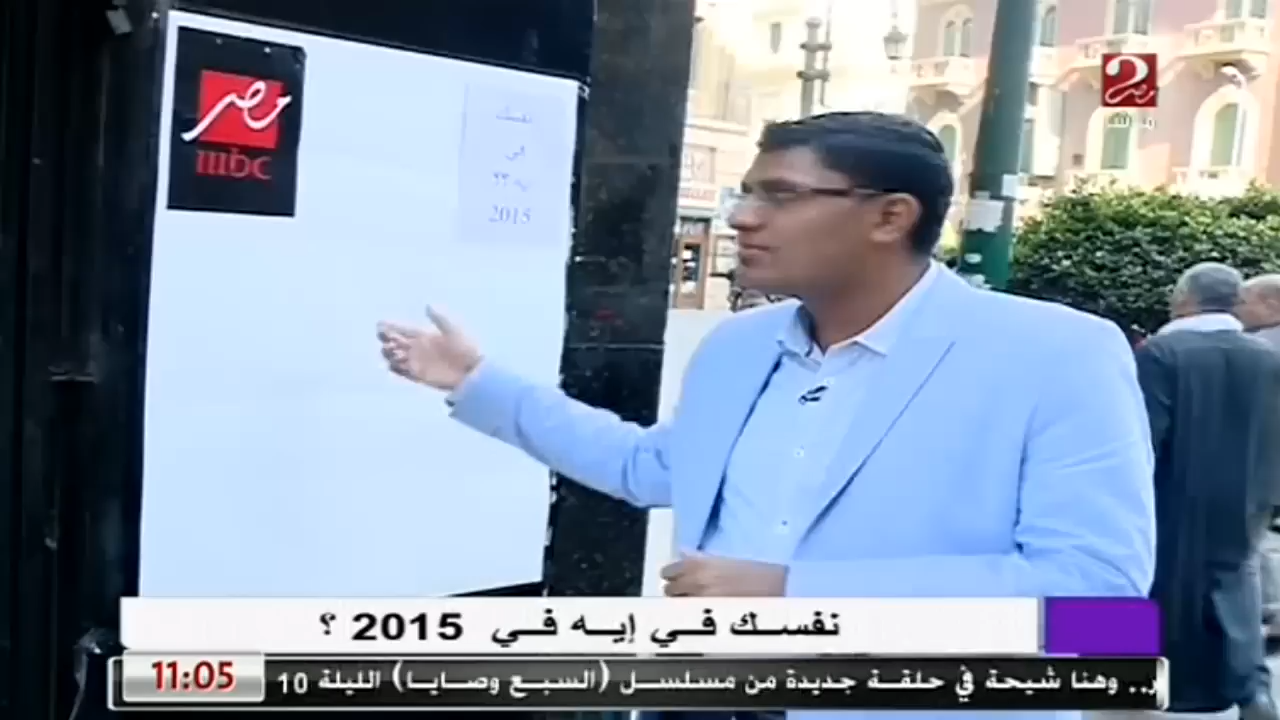 مصر
mbc
نفسك
في
إيه ؟؟
2015
مصر
نفسك في إيه في 2015 ؟
11:05
ر.. وهنا شيحة في حلقة جديدة من مسلسل (السبع وصايا) الليلة 10